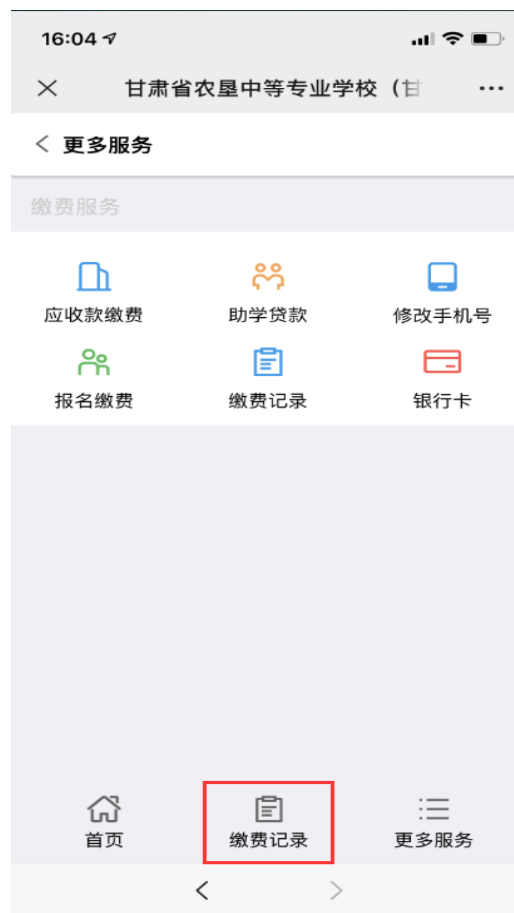 16:04
甘肃省农垦中等专业学校（甘
更多服务
缴费服务
应收款缴费 助学贷款 修改手机号
报名缴费 缴费记录 银行卡
首页 缴费记录 更多服务